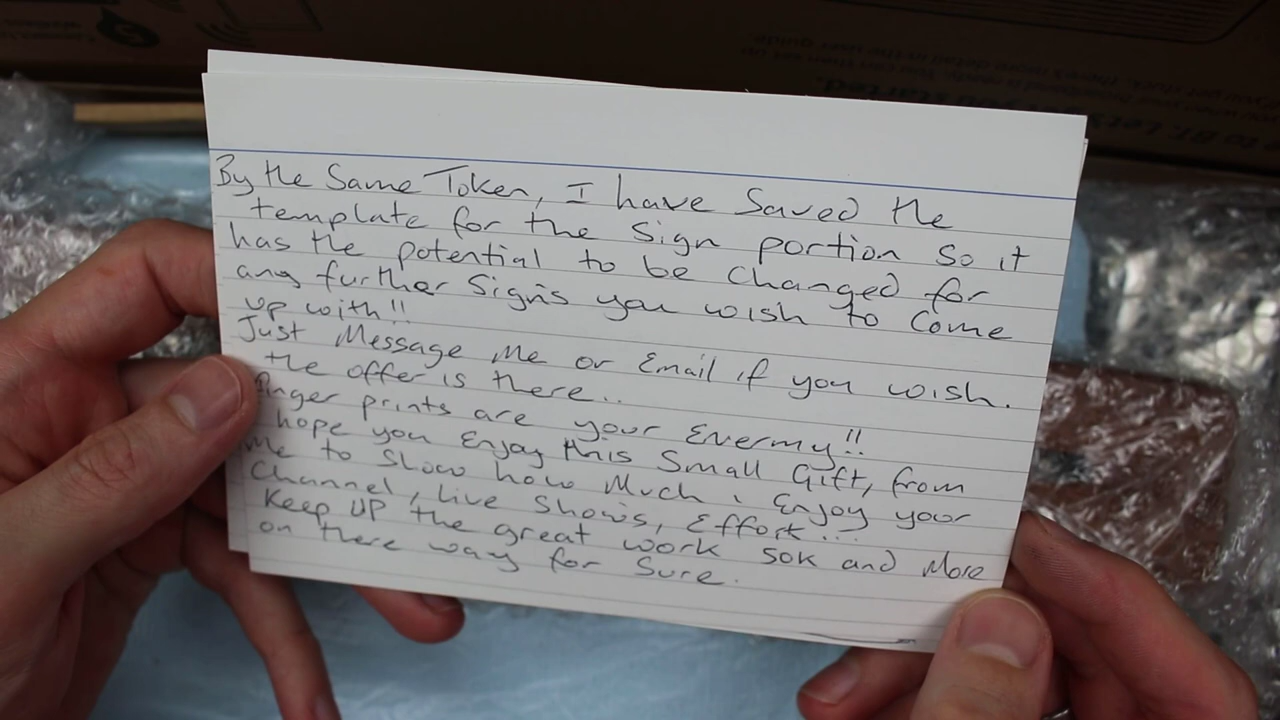 By the Same Token, I have Saved the
template for the Sign portion so it
has the potential to be changed for
any further Signs you wish to Come
up with!!
Just Message Me or Email if you wish.
the offer is there..
finger prints are your Enermy!!
hope you Enjoy this Small Gift, from
Me to Show how Much i Enjoy your
Channel, Live Shows, Effort...
Keep UP the great work 50K and More
on there way for Sure.